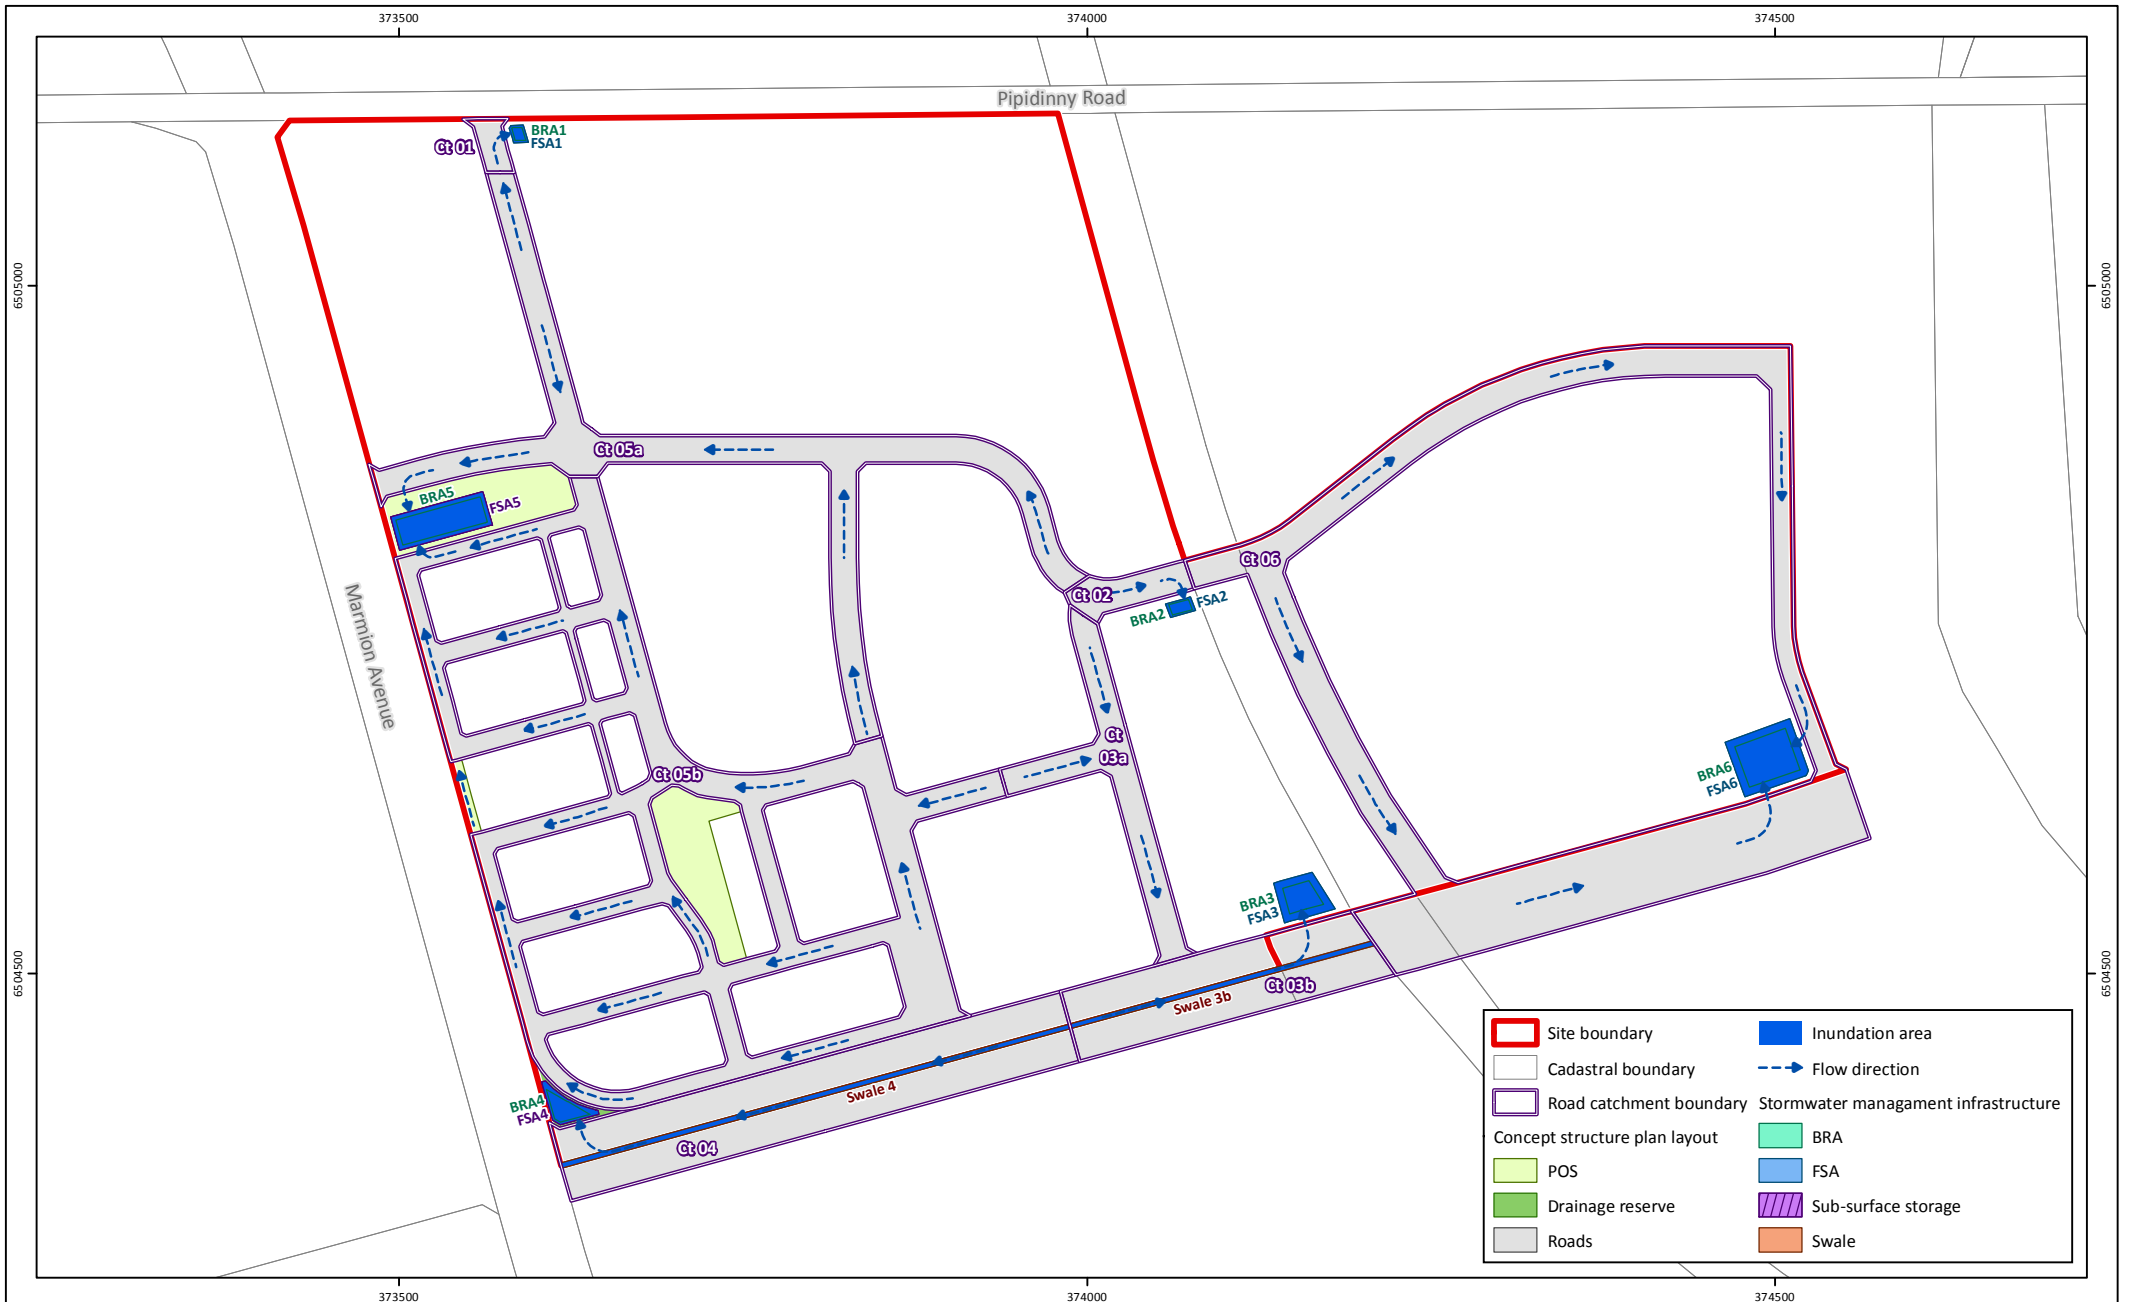 373500
374000
374500
Pipidinny Road
BRA1
FSA1
Ct 01
6505000
6505000
Ct 05a
BRA5
FSA5
Ct 06
Ct 02
FSA2
BRA2
Marmion Avenue
Ct
03a
Ct 05b
BRA6
FSA6
BRA3
FSA3
6504500
6504500
Ct 03b
Swale 3b
Swale 4
BRA4
FSA4
Ct 04
Site boundary
Inundation area
Cadastral boundary
Flow direction
Road catchment boundary
Stormwater managament infrastructure
Concept structure plan layout
BRA
POS
FSA
Drainage reserve
Sub-surface storage
Roads
Swale
373500
374000
374500